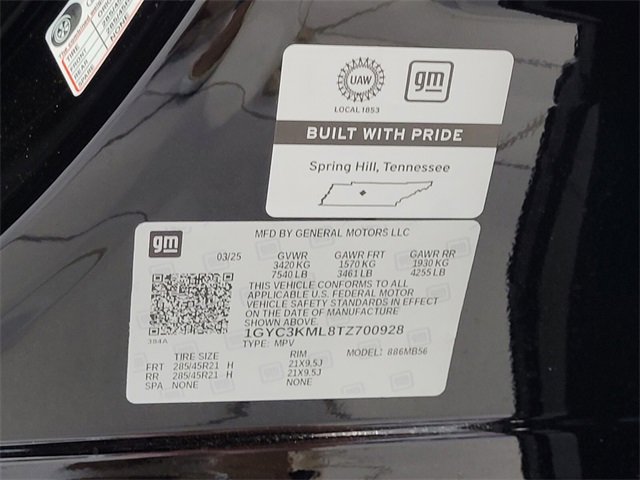 UAW
LOCAL 1853
gm
BUILT WITH PRIDE
Spring Hill, Tennessee
gm
MFD BY GENERAL MOTORS LLC
03/25 GVWR GAWR FRT GAWR RR
3420 KG 1570 KG 1930 KG
7540 LB 3461 LB 4255 LB
THIS VEHICLE CONFORMS TO ALL
APPLICABLE U.S. FEDERAL MOTOR
VEHICLE SAFETY STANDARDS IN EFFECT
ON THE DATE OF MANUFACTURE
SHOWN ABOVE
1GYC3KML8TZ700928
TYPE: MPV MODEL: 886MB56
384A
TIRE SIZE RIM
FRT 285/45R21 H 21X9.5J
RR 285/45R21 H 21X9.5J
SPA NONE NONE
TIRE
FRONT
REAR
SPARE